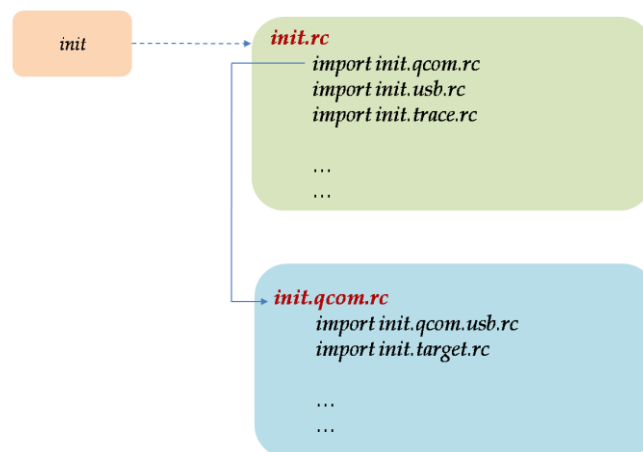 init
init.rc
import init.qcom.rc
import init.usb.rc
import init.trace.rc
...
...
init.qcom.rc
import init.qcom.usb.rc
import init.target.rc
...
...